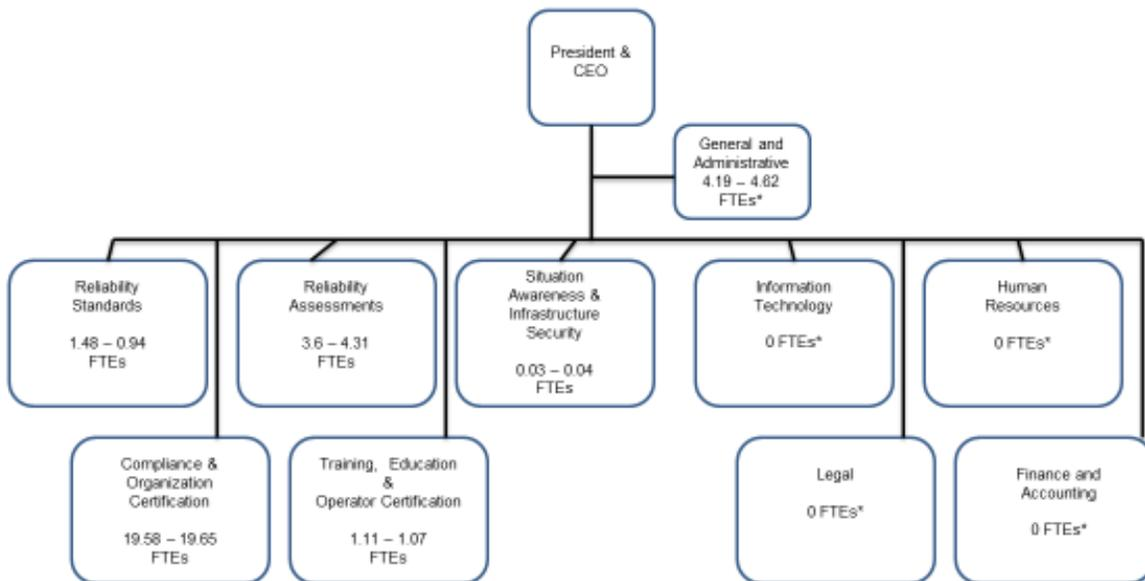 President &
CEO
General and
Administrative
4.19 – 4.62
FTEs*
Reliability
Standards
1.48 – 0.94
FTEs
Reliability
Assessments
3.6 – 4.31
FTEs
Situation
Awareness &
Infrastructure
Security
0.03 – 0.04
FTEs
Information
Technology
0 FTEs*
Human
Resources
0 FTEs*
Compliance &
Organization
Certification
19.58 – 19.65
FTEs
Training, Education
&
Operator Certification
1.11 – 1.07
FTEs
Legal
0 FTEs*
Finance and
Accounting
0 FTEs*